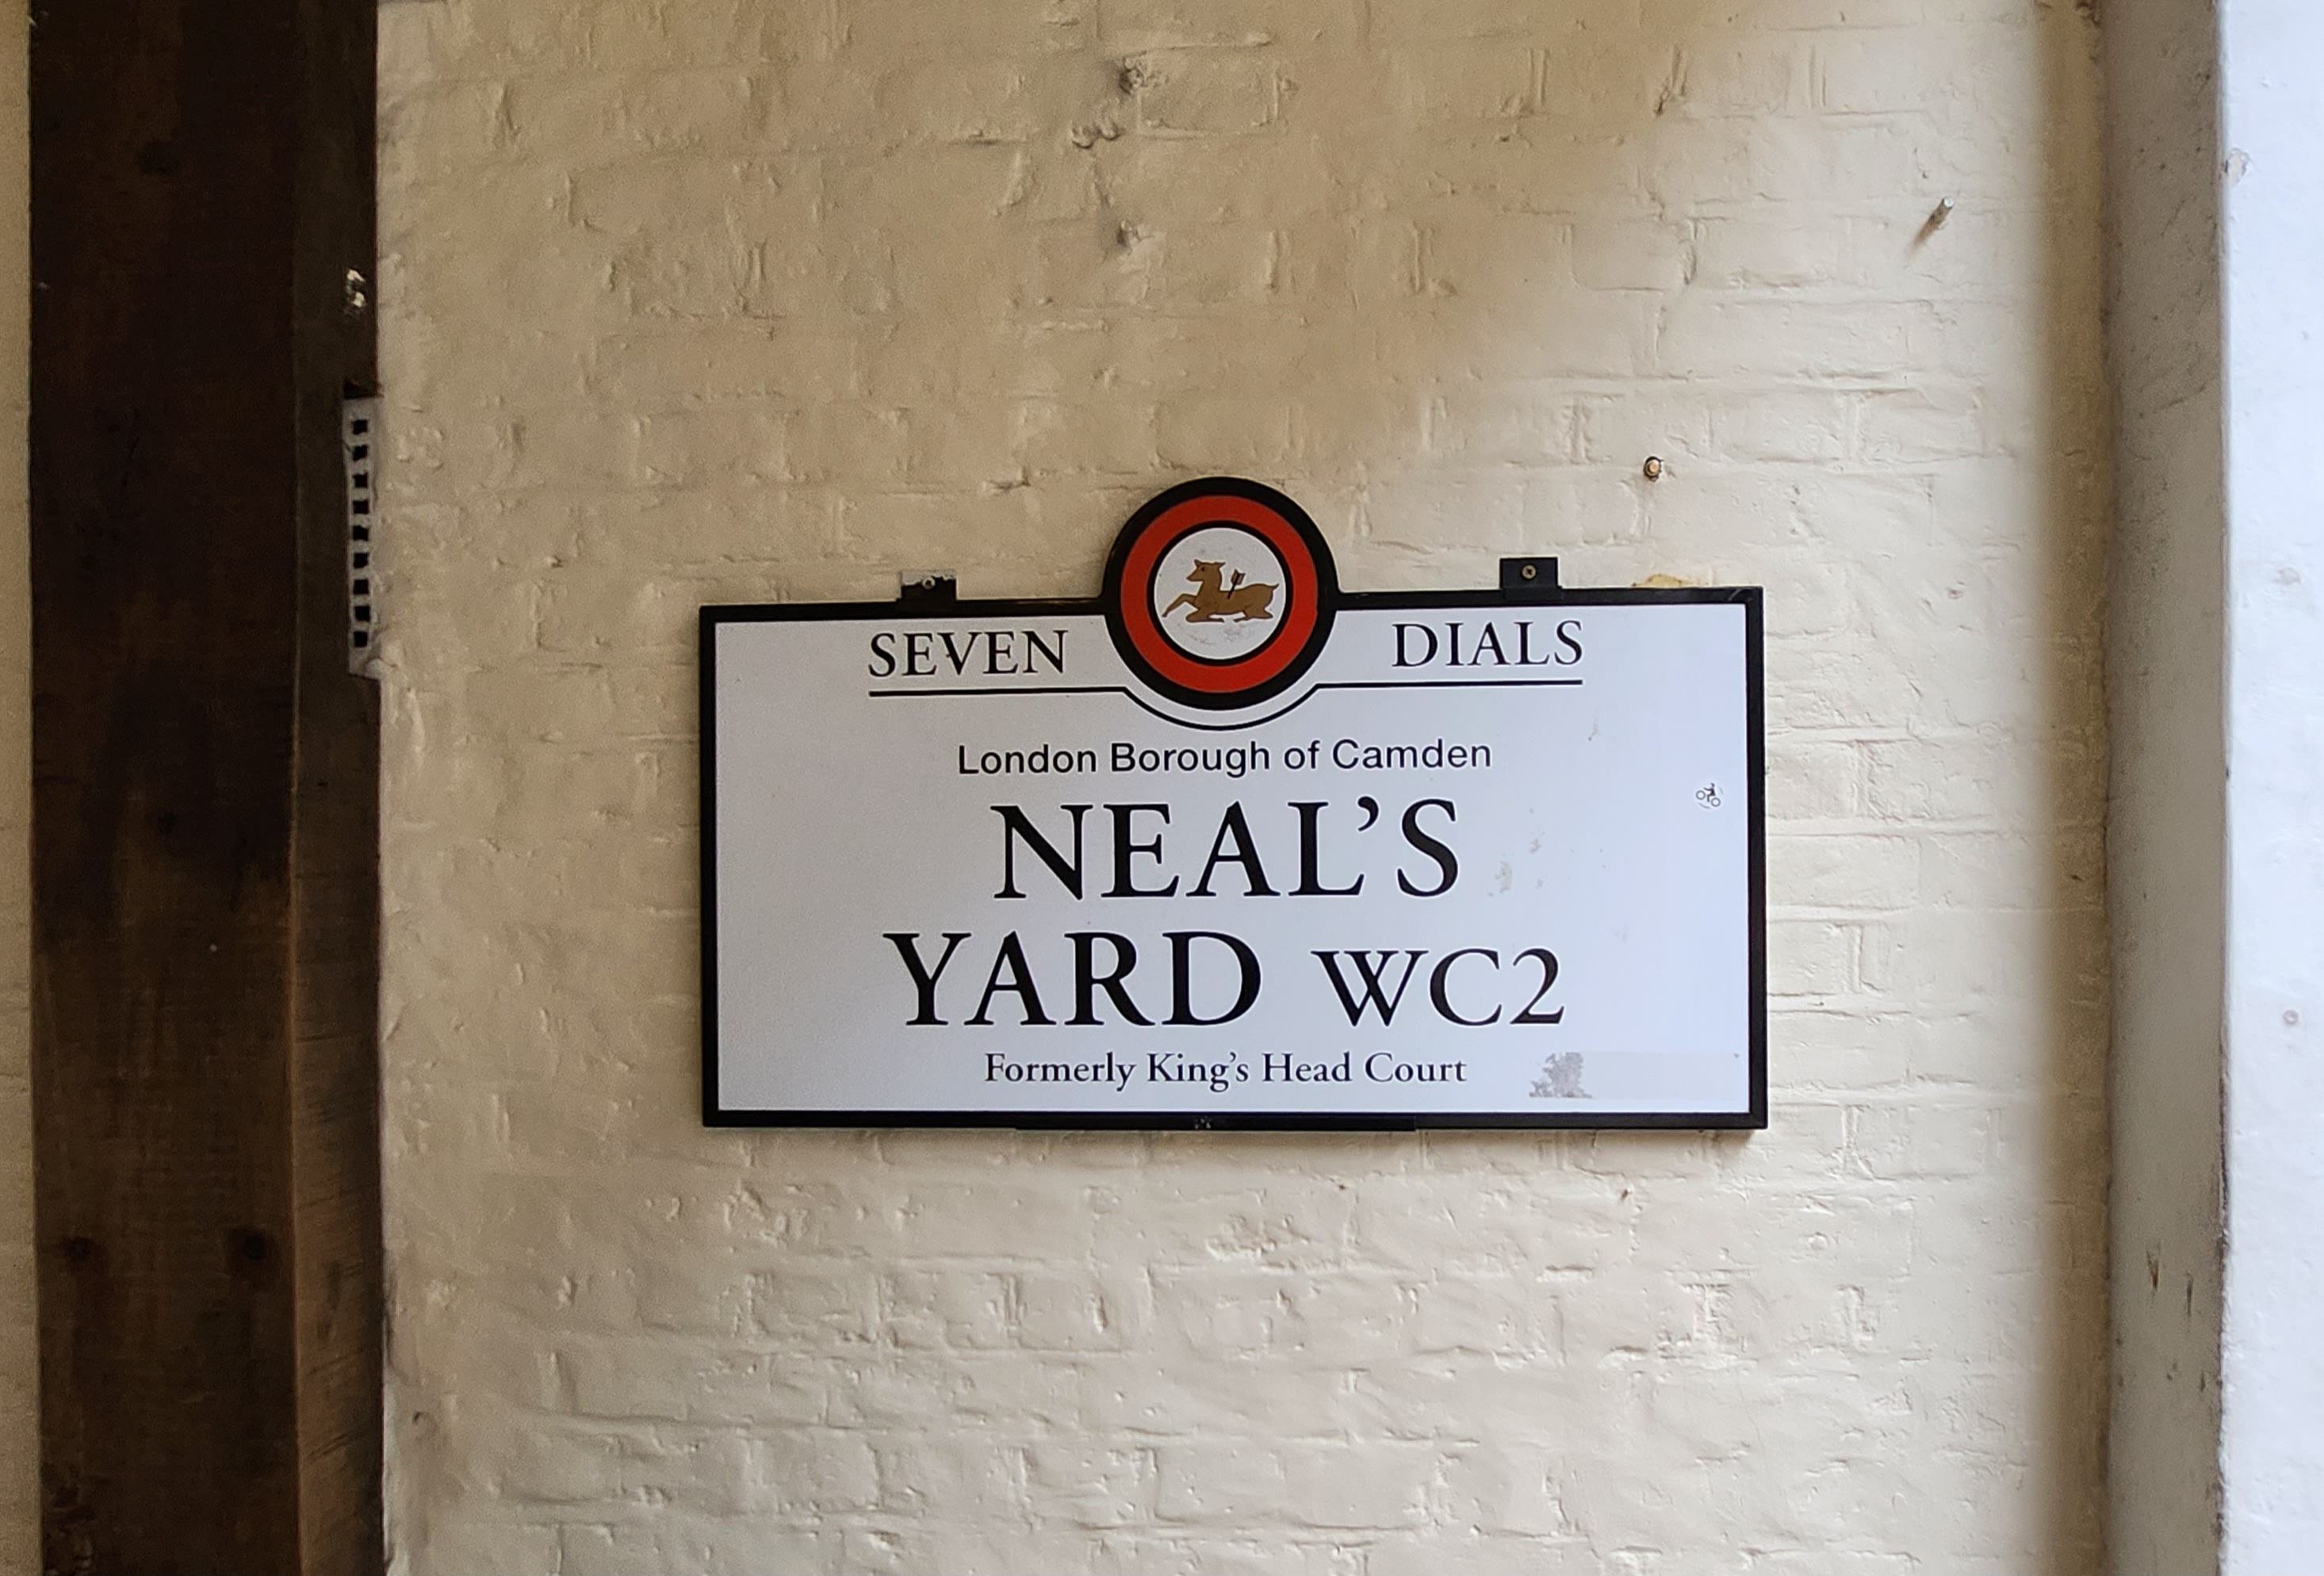 SEVEN DIALS
London Borough of Camden
NEAL’S
YARD WC2
Formerly King’s Head Court